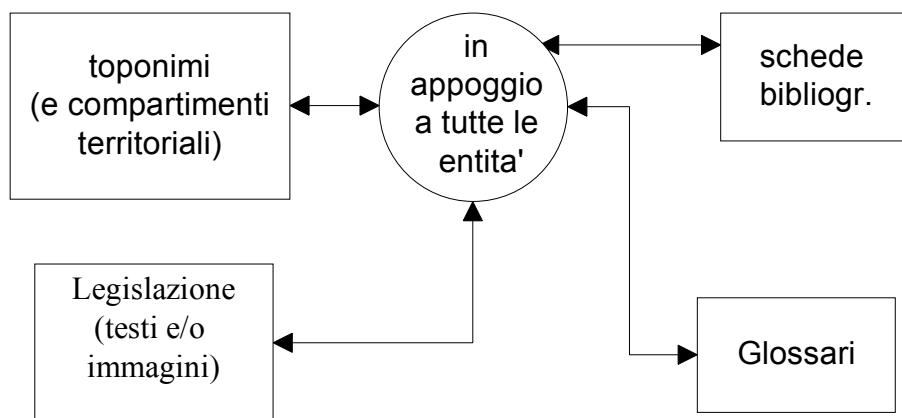 toponimi
(e compartimenti
territoriali)
in
appoggio
a tutte le
entita'
schede
bibliogr.
Legislazione
(testi e/o
immagini)
Glossari